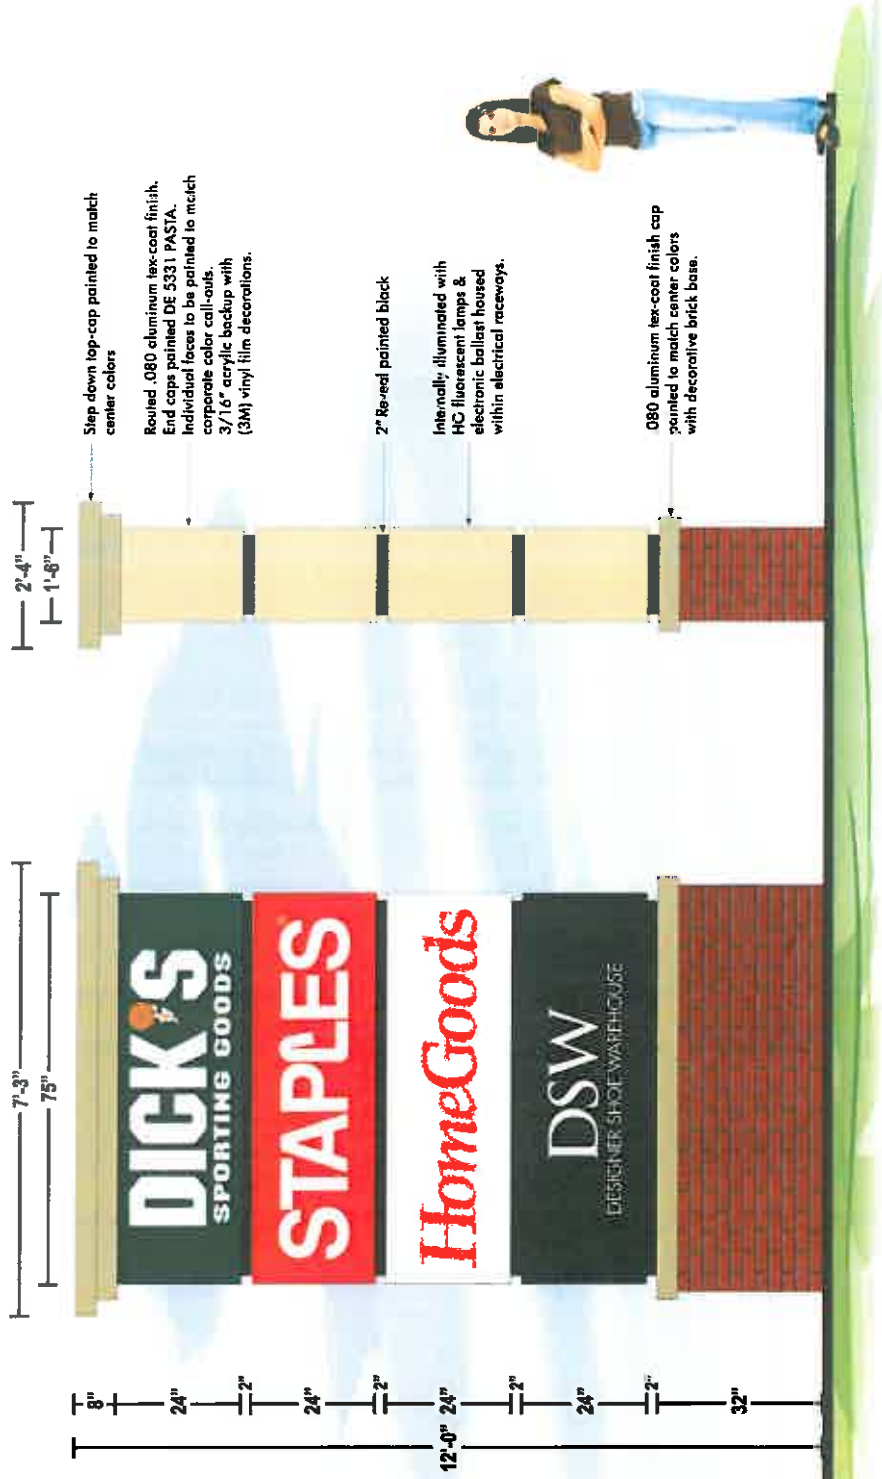 7'-3"
75"
2'-4"
1'-6"
12'-0"
8"
24"
2"
24"
2"
24"
2"
24"
2"
32"
DICK'S
SPORTING GOODS
STAPLES
HomeGoods
DSW
DESIGNER SHOE WAREHOUSE
Step down top-cap painted to match
center colors
Routed .080 aluminum tex-coat finish.
End caps painted DE 5331 PASTA.
Individual faces to be painted to match
corporate color call-outs.
3/16" acrylic backup with
(3M) vinyl film decorations.
2" Reveal painted black
Internally illuminated with
HO fluorescent lamps &
electronic ballast housed
within electrical raceways.
.080 aluminum tex-coat finish cap
painted to match center colors
with decorative brick base.